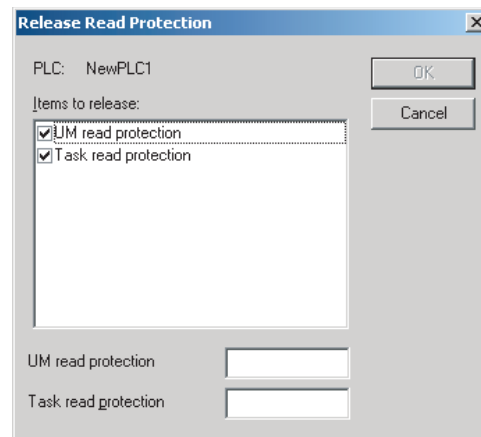 Release Read Protection
PLC: NewPLC1
OK
Items to release:
Cancel
UM read protection
Task read protection
UM read protection
Task read protection